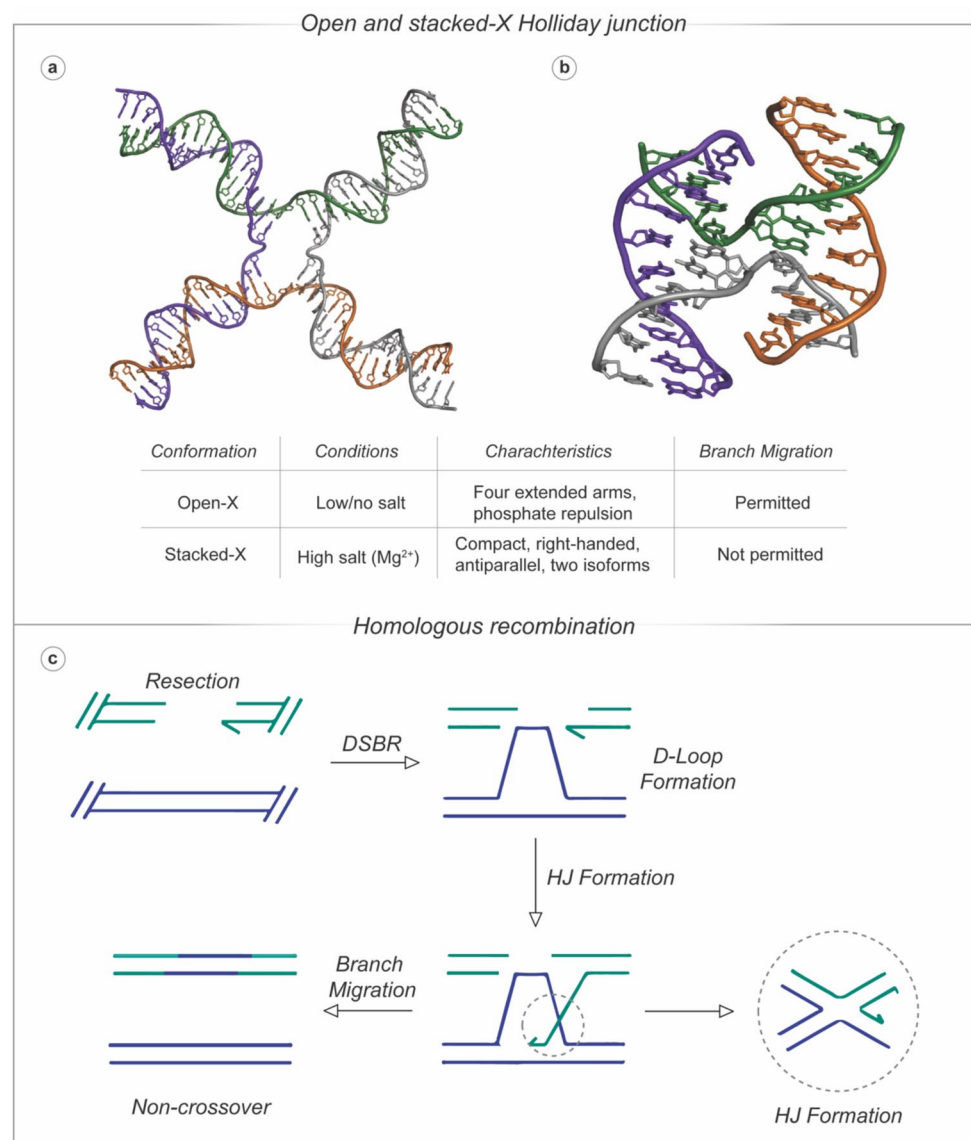 Open and stacked-X Holliday junction
a
b
Conformation Conditions Charachteristics Branch Migration
Open-X Low/no salt Four extended arms, phosphate repulsion Permitted
Stacked-X High salt (Mg²⁺) Compact, right-handed, antiparallel, two isoforms Not permitted
Homologous recombination
c
Resection
DSBR
D-Loop
Formation
HJ Formation
Branch
Migration
Non-crossover
HJ Formation